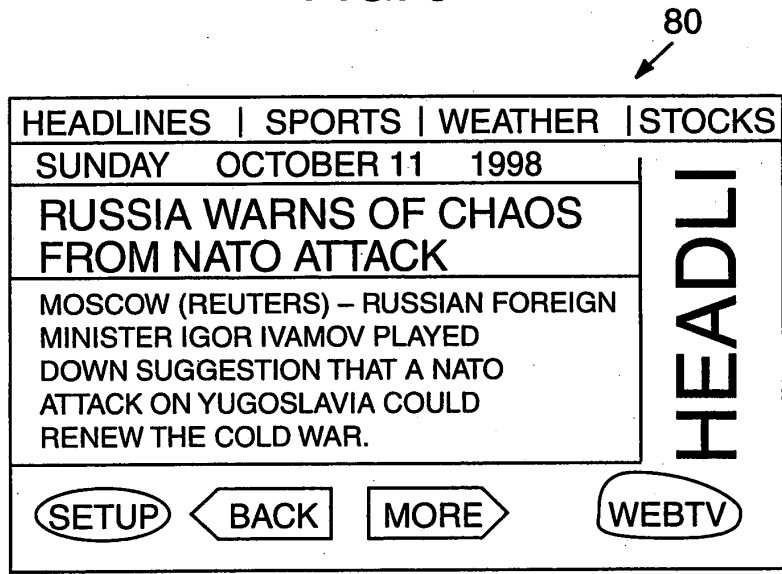 80
HEADLINES | SPORTS | WEATHER | STOCKS
SUNDAY OCTOBER 11 1998
RUSSIA WARNS OF CHAOS
FROM NATO ATTACK
MOSCOW (REUTERS) – RUSSIAN FOREIGN
MINISTER IGOR IVAMOV PLAYED
DOWN SUGGESTION THAT A NATO
ATTACK ON YUGOSLAVIA COULD
RENEW THE COLD WAR.
HEADLI
SETUP BACK MORE WEBTV